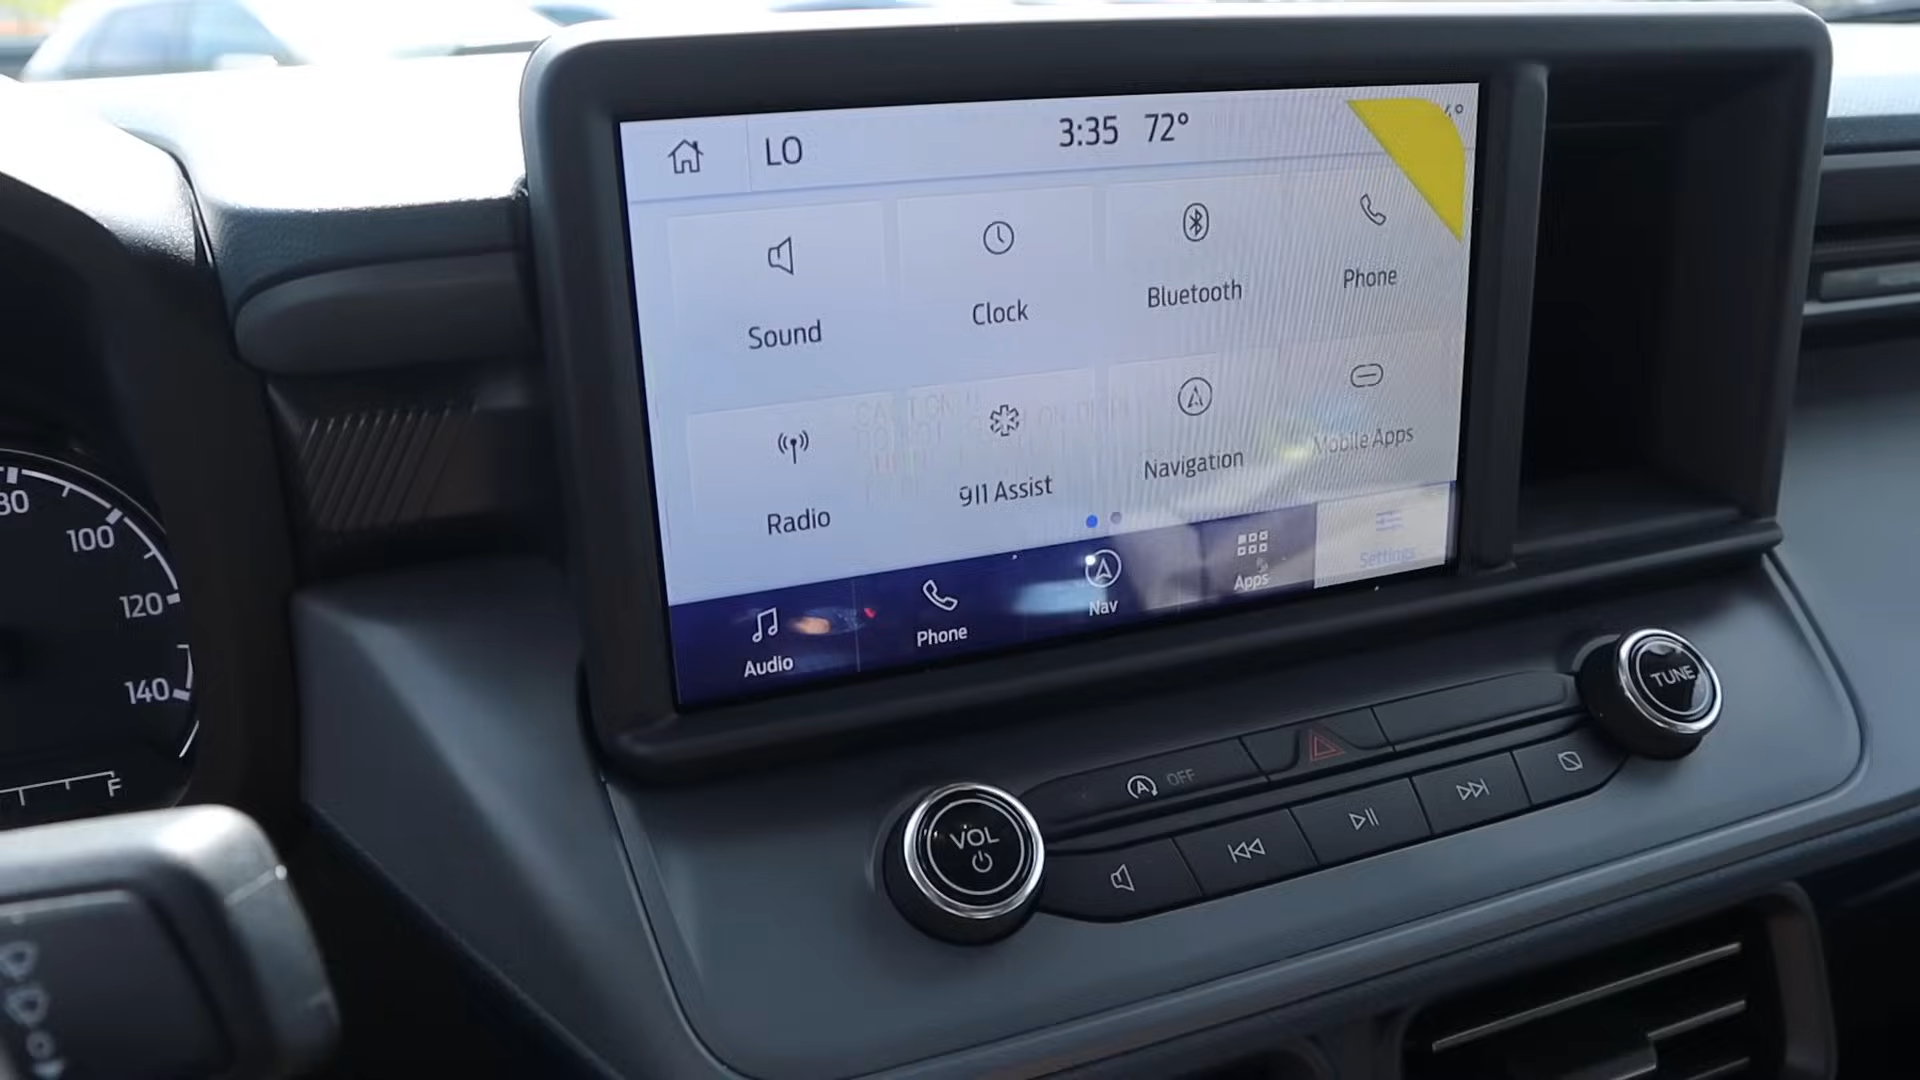 LO 3:35 72°
Sound Clock Bluetooth Phone
Radio 911 Assist Navigation Mobile Apps
Audio Phone Nav Apps Settings
80
100
120
140
F
TUNE
OFF
VOL